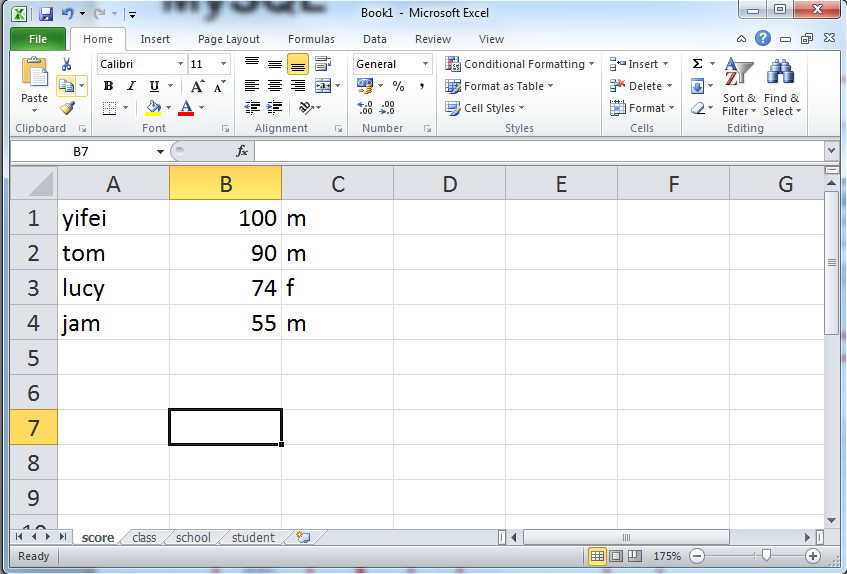 MySQL
Book1 - Microsoft Excel
File Home Insert Page Layout Formulas Data Review View
Calibri 11 General Conditional Formatting Insert Σ
Paste B I U A A % , Format as Table Delete Sort & Find &
A .00 .0 Cell Styles Format Filter Select
Clipboard Font Alignment Number Styles Cells Editing
B7 fx
A B C D E F G
1 yifei 100 m
2 tom 90 m
3 lucy 74 f
4 jam 55 m
5
6
7
8
9
10
score class school student
Ready 175%